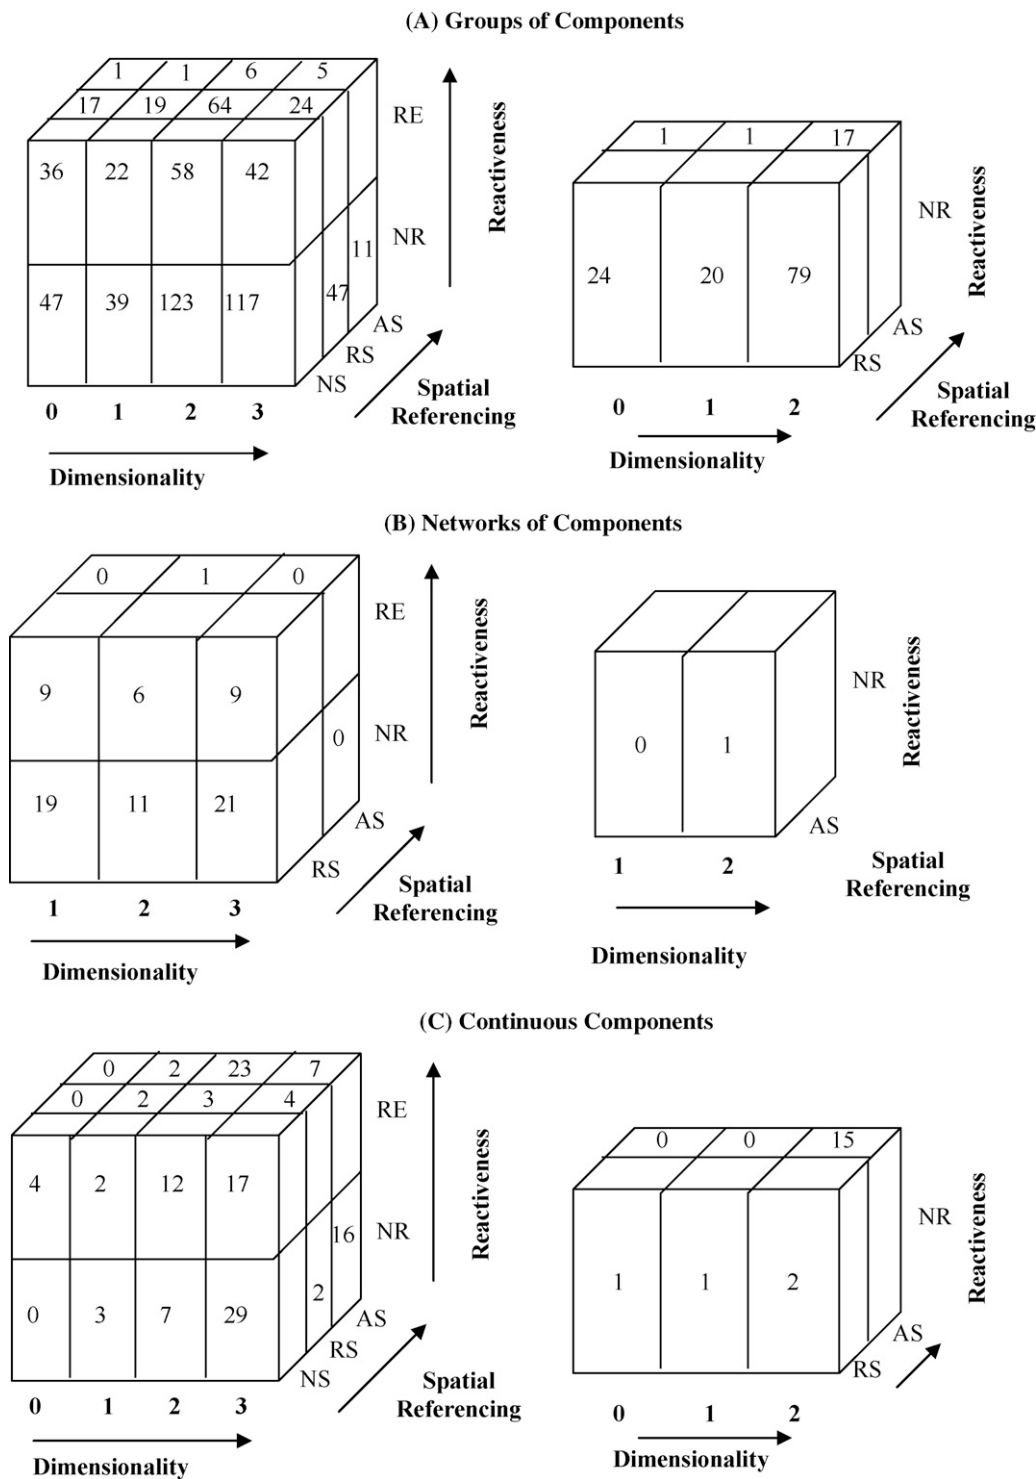 (A) Groups of Components
1 1 6 5
17 19 64 24
36 22 58 42
47 39 123 117
47
11
RE
NR
AS
RS
NS
Reactiveness
Spatial
Referencing
0 1 2 3
Dimensionality
1 1 17
24 20 79
NR
AS
RS
Reactiveness
Spatial
Referencing
0 1 2
Dimensionality
(B) Networks of Components
0 1 0
9 6 9
19 11 21
0
RE
NR
AS
RS
Reactiveness
Spatial
Referencing
1 2 3
Dimensionality
0 1
NR
AS
Reactiveness
Spatial
Referencing
1 2
Dimensionality
(C) Continuous Components
0 2 23 7
0 2 3 4
4 2 12 17
0 3 7 29
2
16
RE
NR
AS
RS
NS
Reactiveness
Spatial
Referencing
0 1 2 3
Dimensionality
0 0 15
1 1 2
NR
AS
RS
Reactiveness
0 1 2
Dimensionality